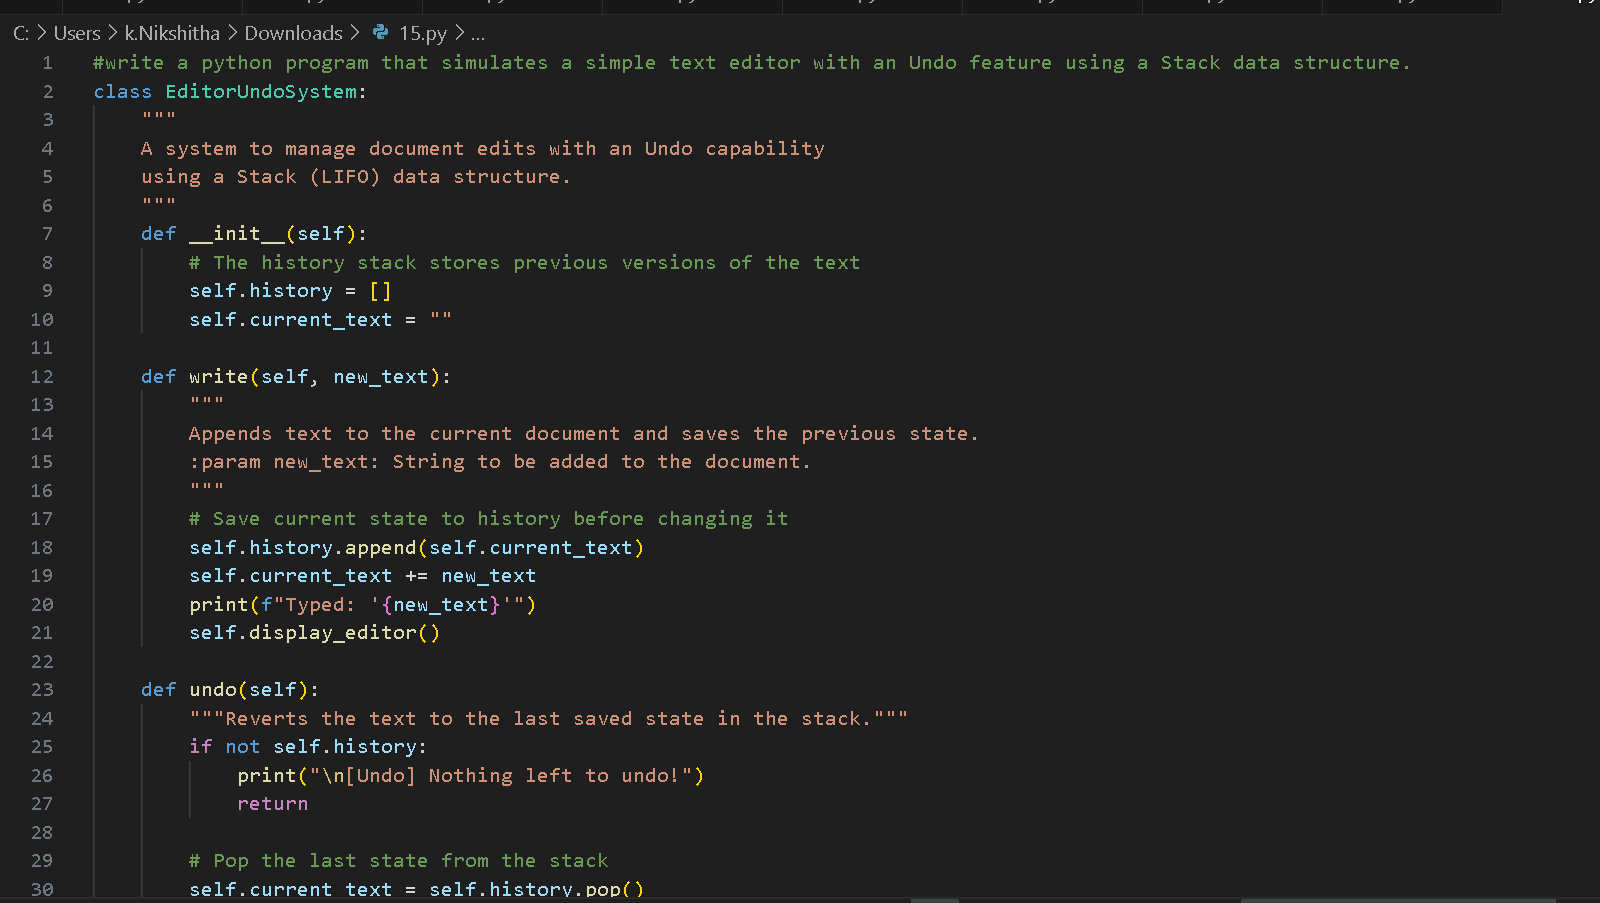 C: > Users > k.Nikshitha > Downloads > 15.py > ...
1 #write a python program that simulates a simple text editor with an Undo feature using a Stack data structure.
2 class EditorUndoSystem:
3     """
4     A system to manage document edits with an Undo capability
5     using a Stack (LIFO) data structure.
6     """
7     def __init__(self):
8         # The history stack stores previous versions of the text
9         self.history = []
10         self.current_text = ""
11
12     def write(self, new_text):
13         """
14         Appends text to the current document and saves the previous state.
15         :param new_text: String to be added to the document.
16         """
17         # Save current state to history before changing it
18         self.history.append(self.current_text)
19         self.current_text += new_text
20         print(f"Typed: '{new_text}'")
21         self.display_editor()
22
23     def undo(self):
24         """Reverts the text to the last saved state in the stack."""
25         if not self.history:
26             print("\n[Undo] Nothing left to undo!")
27             return
28
29         # Pop the last state from the stack
30         self.current_text = self.history.pop()